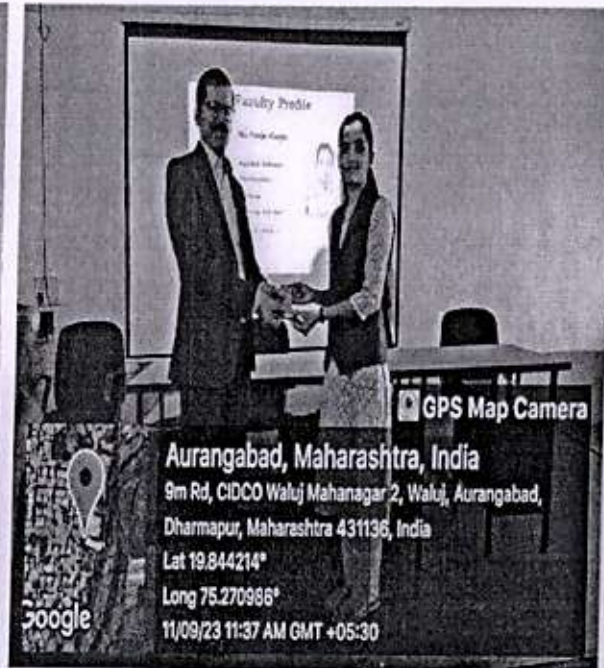 Faculty Profile
GPS Map Camera
Aurangabad, Maharashtra, India
9m Rd, CIDCO Waluj Mahanagar 2, Waluj, Aurangabad,
Dharmapur, Maharashtra 431136, India
Lat 19.844214°
Long 75.270986°
11/09/23 11:37 AM GMT +05:30
Google